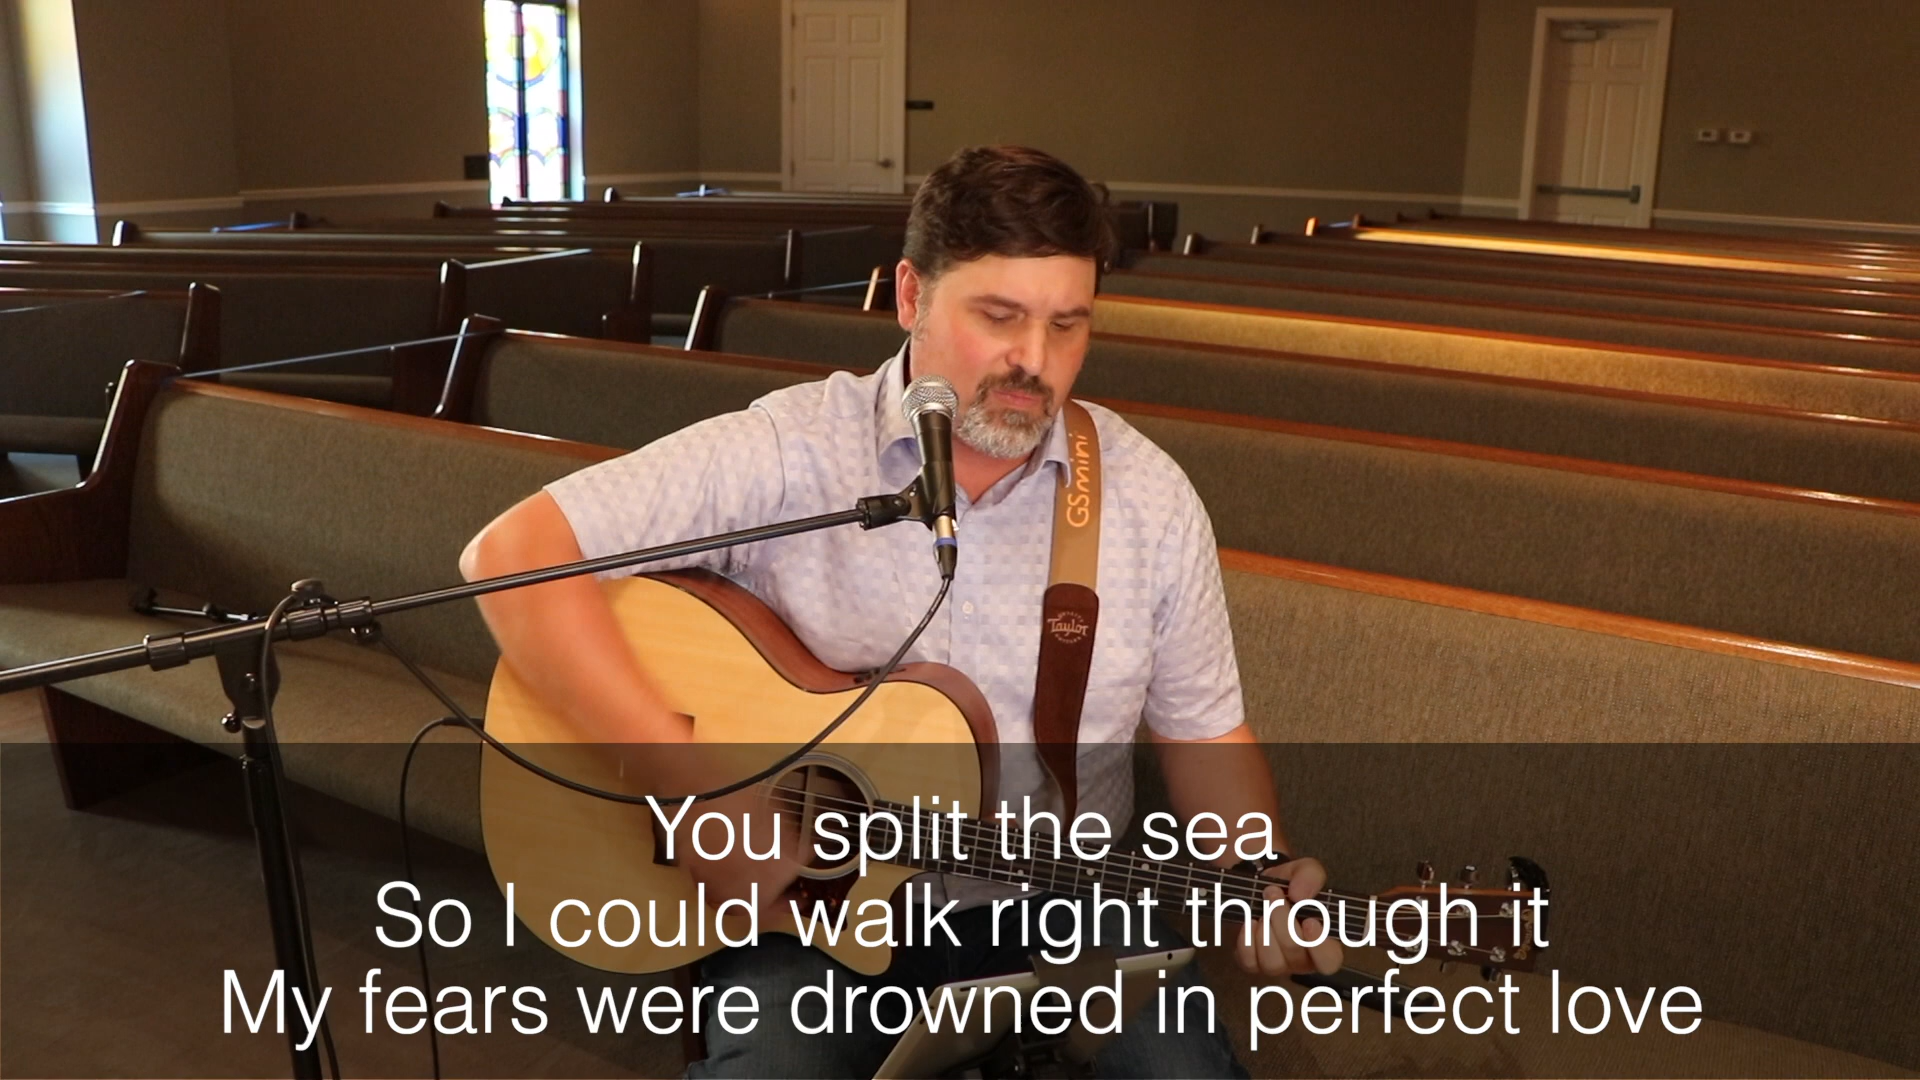 GSmini
Taylor
You split the sea
So I could walk right through it
My fears were drowned in perfect love